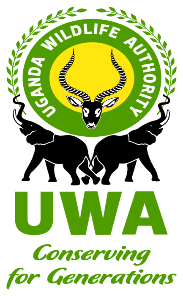 UGANDA WILDLIFE AUTHORITY
UWA
Conserving
for Generations